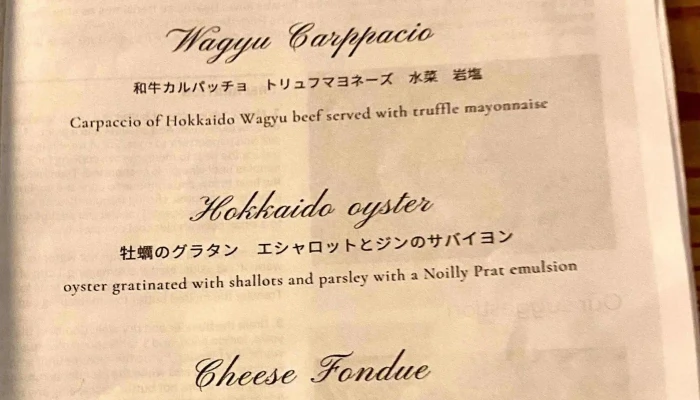 Wagyu Carppacio
和牛カルパッチョ　トリュフマヨネーズ　水菜　岩塩
Carpaccio of Hokkaido Wagyu beef served with truffle mayonnaise
Hokkaido oyster
牡蠣のグラタン　エシャロットとジンのサバイヨン
oyster gratinated with shallots and parsley with a Noilly Prat emulsion
Cheese Fondue